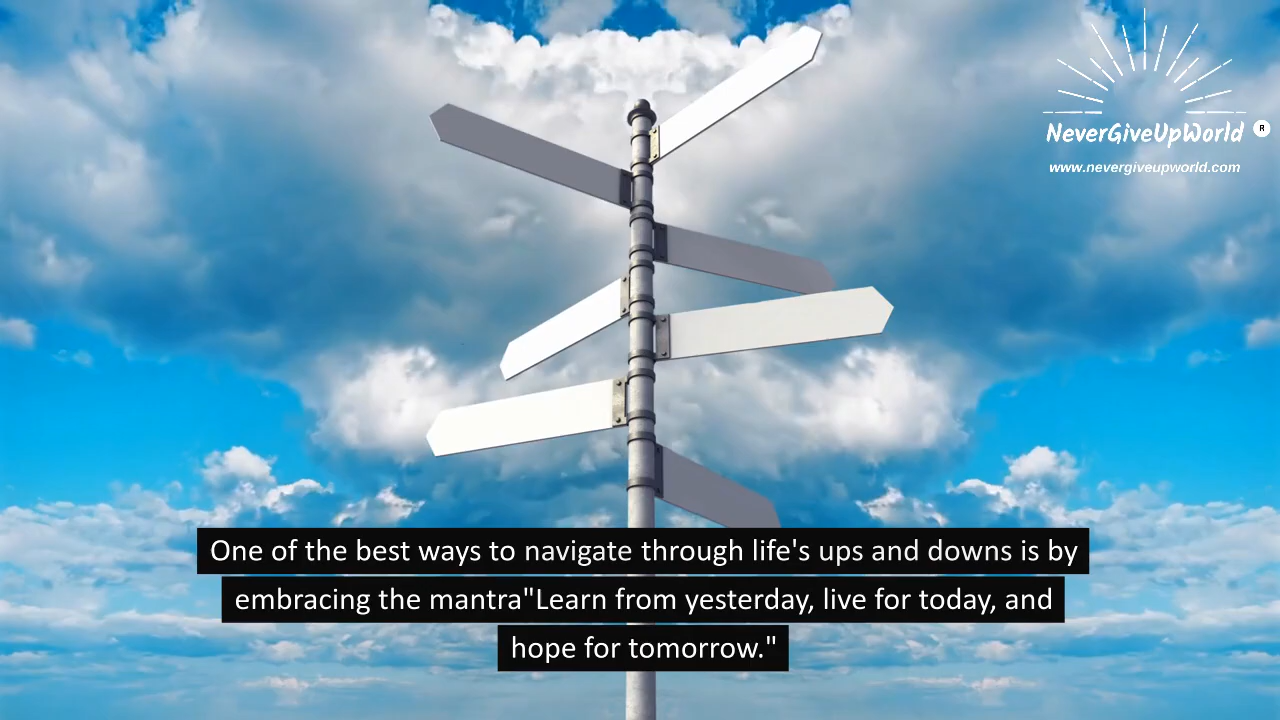 NeverGiveUpWorld ®
www.nevergiveupworld.com
One of the best ways to navigate through life's ups and downs is by
embracing the mantra"Learn from yesterday, live for today, and
hope for tomorrow."